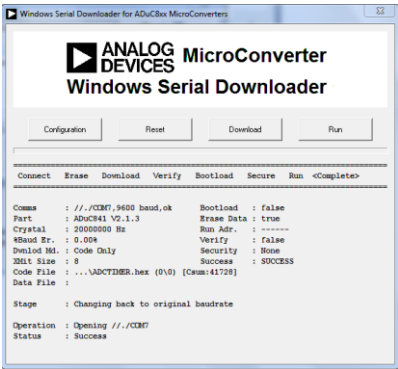 Windows Serial Downloader for ADuC8xx MicroConverters
ANALOG DEVICES MicroConverter
Windows Serial Downloader
Configuration Reset Download Run
Connect Erase Download Verify Bootload Secure Run <Complete>
Comms : //./COM7,9600 baud,ok Bootload : false
Part : ADuC841 V2.1.3 Erase Data : true
Crystal : 20000000 Hz Run Adr. : ------
%Baud Er. : 0.00% Verify : false
Dwnlod Md. : Code Only Security : None
XMit Size : 8 Success : SUCCESS
Code File : ...\ADCTIMER.hex (0\0) [Csum:41728]
Data File :
Stage : Changing back to original baudrate
Operation : Opening //./COM7
Status : Success